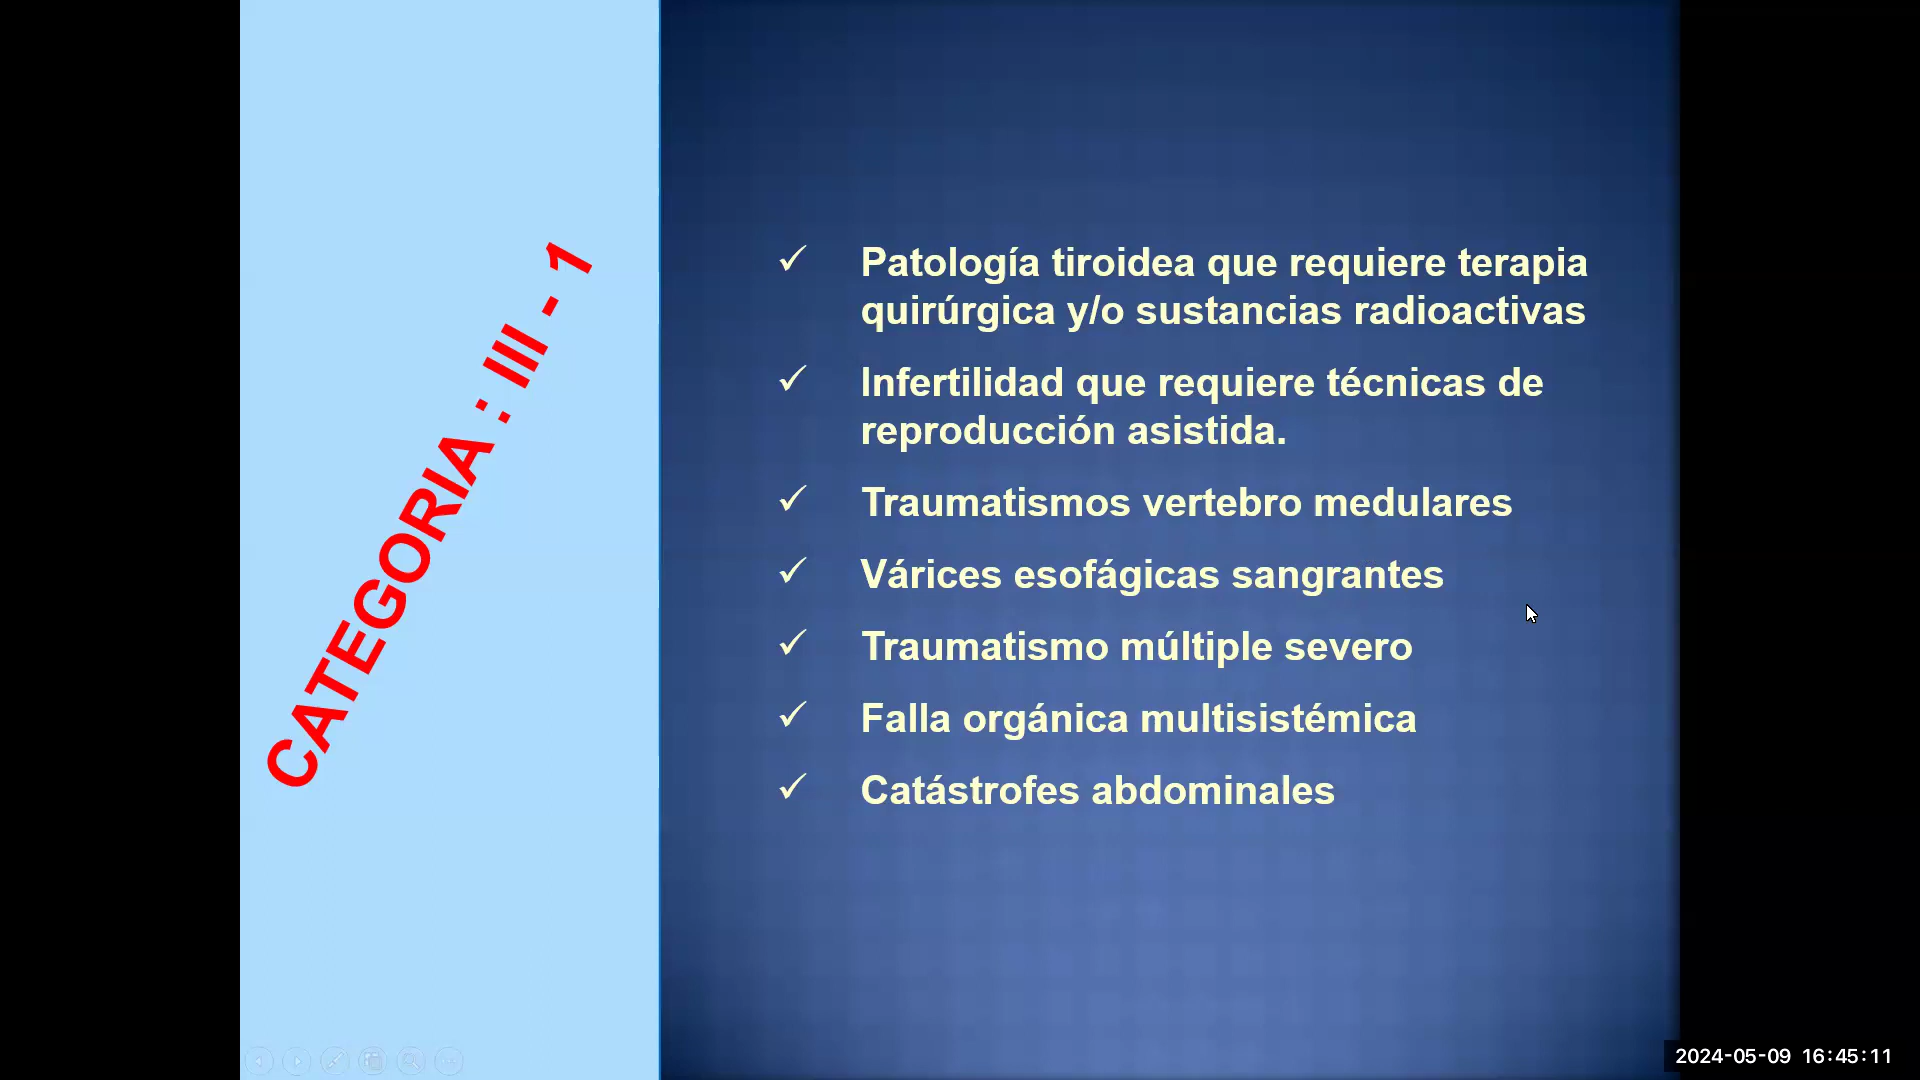 CATEGORIA : III - 1
✓ Patología tiroidea que requiere terapia
quirúrgica y/o sustancias radioactivas
✓ Infertilidad que requiere técnicas de
reproducción asistida.
✓ Traumatismos vertebro medulares
✓ Várices esofágicas sangrantes
✓ Traumatismo múltiple severo
✓ Falla orgánica multisistémica
✓ Catástrofes abdominales
2024-05-09 16:45:11